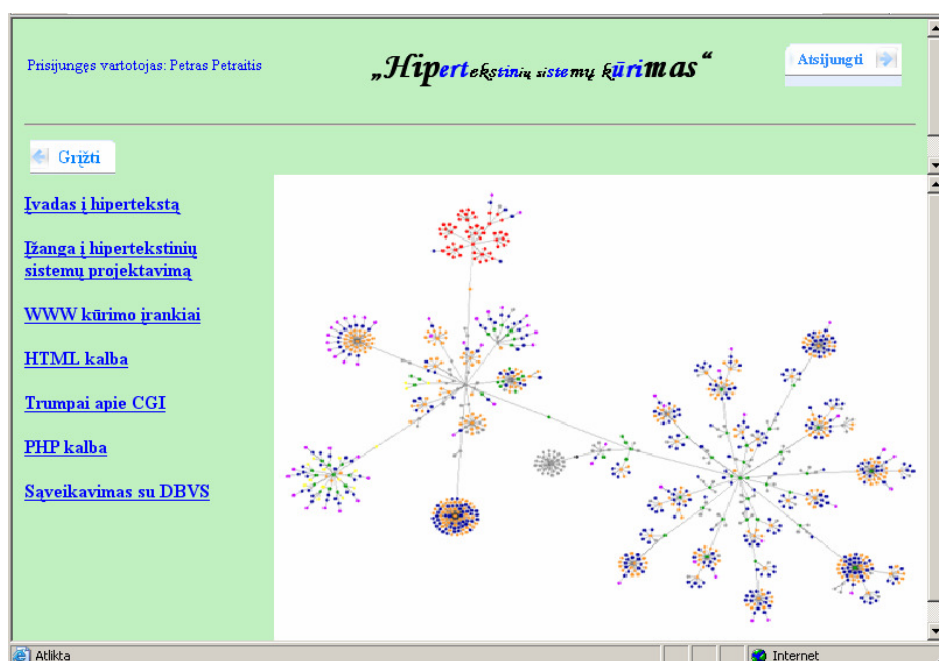 Prisijungęs vartotojas: Petras Petraitis
„Hipertekstinių sistemų kūrimas“
Atsijungti
Grįžti
Įvadas į hipertekstą
Įžanga į hipertekstinių
sistemų projektavimą
WWW kūrimo įrankiai
HTML kalba
Trumpai apie CGI
PHP kalba
Sąveikavimas su DBVS
Atlikta
Internet